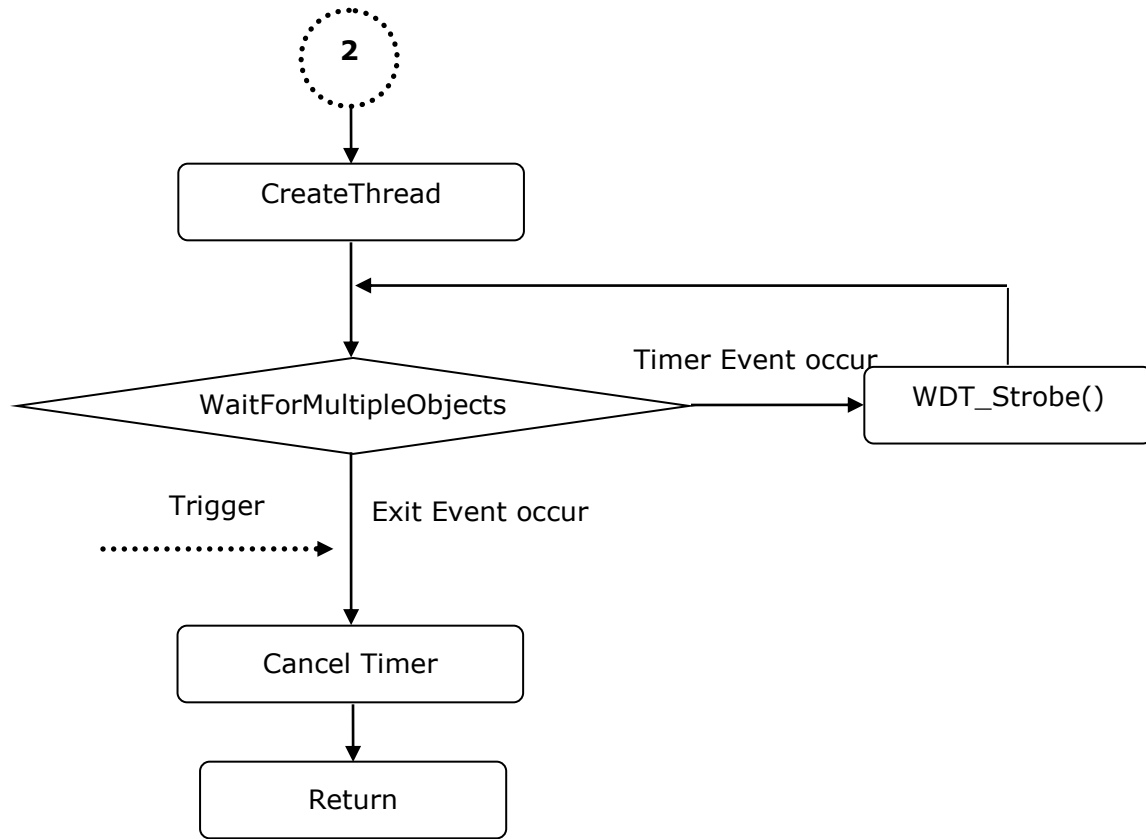 2
CreateThread
Timer Event occur
WaitForMultipleObjects
WDT_Strobe()
Trigger
Exit Event occur
Cancel Timer
Return